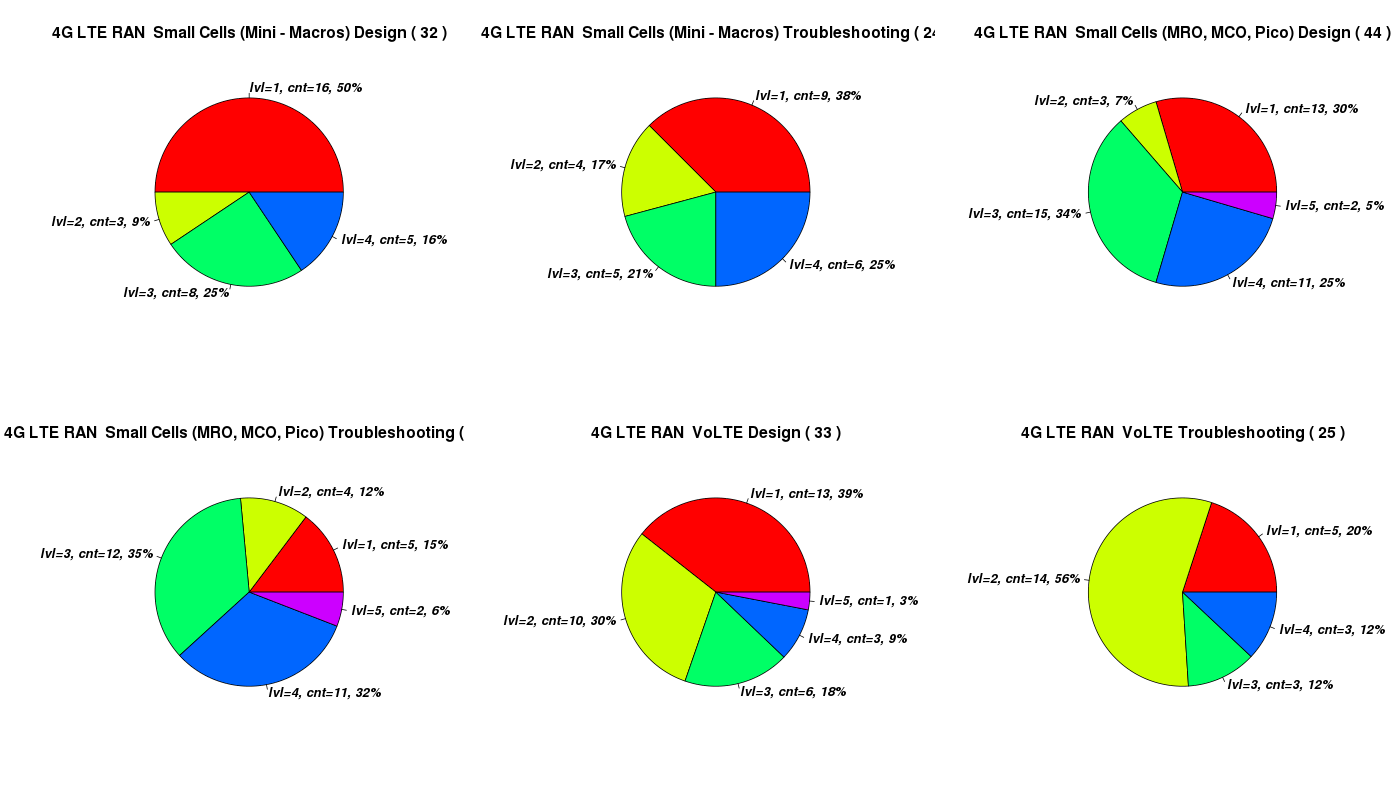 4G LTE RAN Small Cells (Mini - Macros) Design ( 32 )
lvl=1, cnt=16, 50%
lvl=2, cnt=3, 9%
lvl=3, cnt=8, 25%
lvl=4, cnt=5, 16%
4G LTE RAN Small Cells (Mini - Macros) Troubleshooting ( 24
lvl=1, cnt=9, 38%
lvl=2, cnt=4, 17%
lvl=3, cnt=5, 21%
lvl=4, cnt=6, 25%
4G LTE RAN Small Cells (MRO, MCO, Pico) Design ( 44 )
lvl=1, cnt=13, 30%
lvl=2, cnt=3, 7%
lvl=3, cnt=15, 34%
lvl=4, cnt=11, 25%
lvl=5, cnt=2, 5%
4G LTE RAN Small Cells (MRO, MCO, Pico) Troubleshooting (
lvl=1, cnt=5, 15%
lvl=2, cnt=4, 12%
lvl=3, cnt=12, 35%
lvl=4, cnt=11, 32%
lvl=5, cnt=2, 6%
4G LTE RAN VoLTE Design ( 33 )
lvl=1, cnt=13, 39%
lvl=2, cnt=10, 30%
lvl=3, cnt=6, 18%
lvl=4, cnt=3, 9%
lvl=5, cnt=1, 3%
4G LTE RAN VoLTE Troubleshooting ( 25 )
lvl=1, cnt=5, 20%
lvl=2, cnt=14, 56%
lvl=3, cnt=3, 12%
lvl=4, cnt=3, 12%